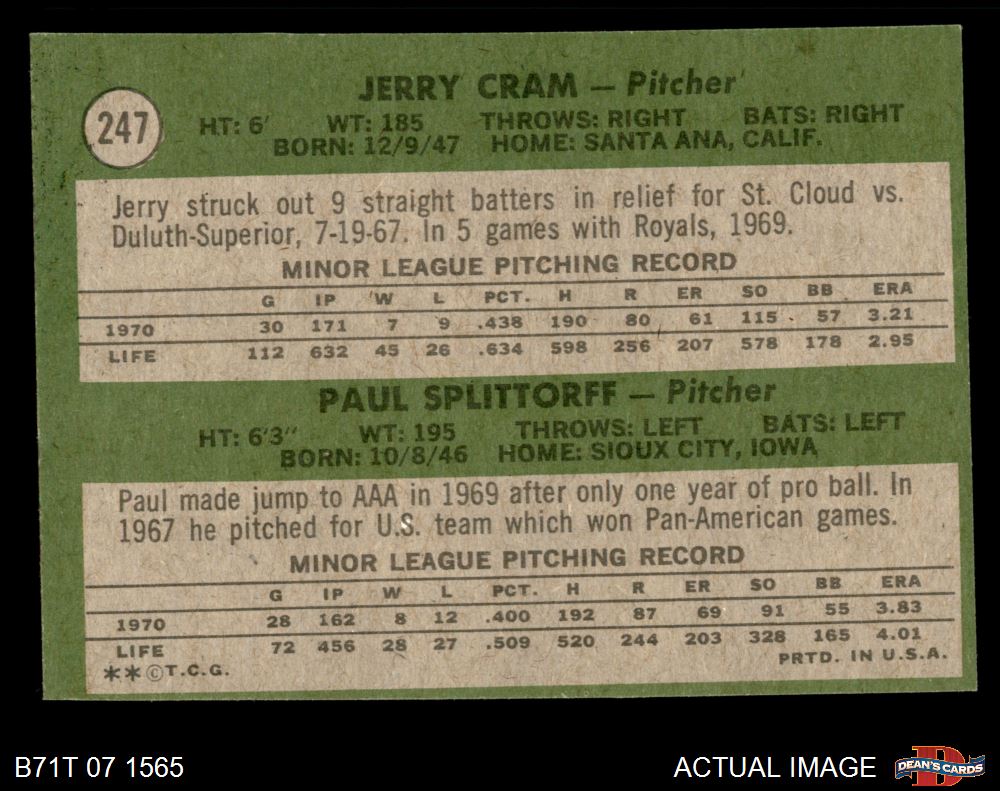 247
JERRY CRAM — Pitcher
HT: 6' WT: 185 THROWS: RIGHT BATS: RIGHT
BORN: 12/9/47 HOME: SANTA ANA, CALIF.
Jerry struck out 9 straight batters in relief for St. Cloud vs.
Duluth-Superior, 7-19-67. In 5 games with Royals, 1969.
MINOR LEAGUE PITCHING RECORD
G IP W L PCT. H R ER SO BB ERA
1970 30 171 7 9 .438 190 80 61 115 57 3.21
LIFE 112 632 45 26 .634 598 256 207 578 178 2.95
PAUL SPLITTORFF — Pitcher
HT: 6'3" WT: 195 THROWS: LEFT BATS: LEFT
BORN: 10/8/46 HOME: SIOUX CITY, IOWA
Paul made jump to AAA in 1969 after only one year of pro ball. In
1967 he pitched for U.S. team which won Pan-American games.
MINOR LEAGUE PITCHING RECORD
G IP W L PCT. H R ER SO BB ERA
1970 28 162 8 12 .400 192 87 69 91 55 3.83
LIFE 72 456 28 27 .509 520 244 203 328 165 4.01
**©T.C.G. PRTD. IN U.S.A.
B71T 07 1565 ACTUAL IMAGE DEAN'S CARDS